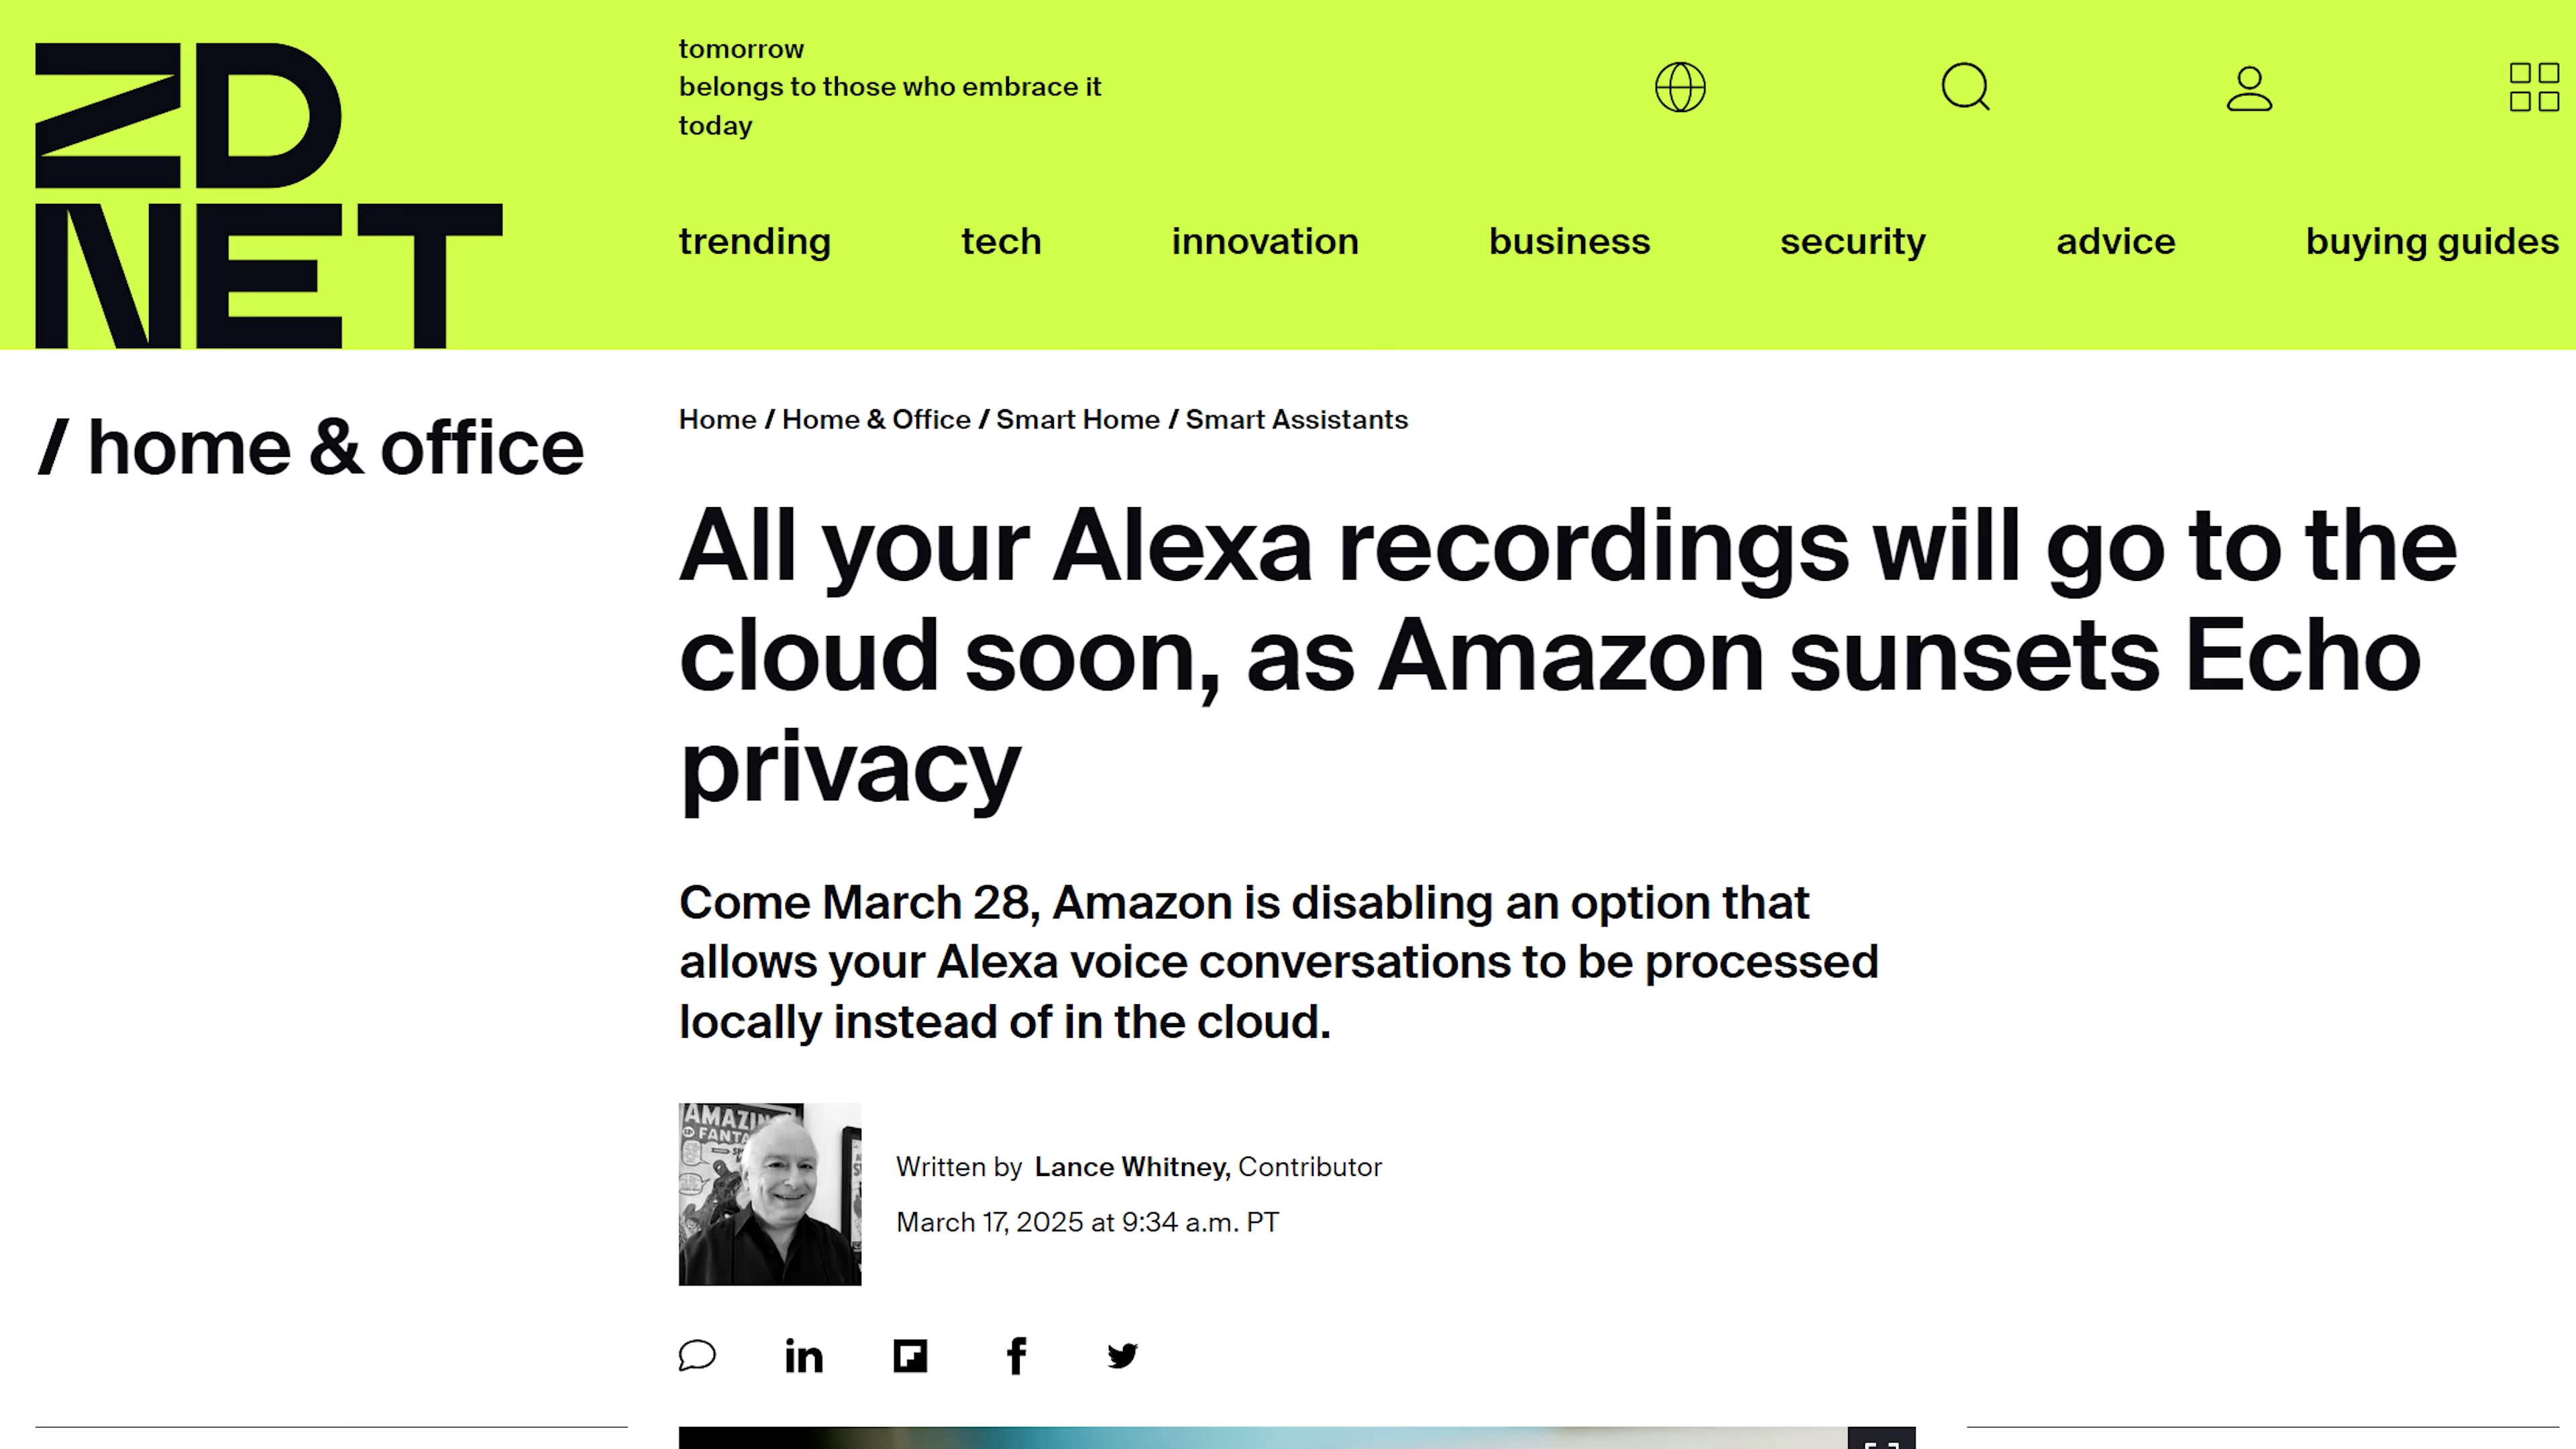 ZD
NET
tomorrow
belongs to those who embrace it
today
trending
tech
innovation
business
security
advice
buying guides
/ home & office
Home / Home & Office / Smart Home / Smart Assistants
All your Alexa recordings will go to the
cloud soon, as Amazon sunsets Echo
privacy
Come March 28, Amazon is disabling an option that
allows your Alexa voice conversations to be processed
locally instead of in the cloud.
Written by Lance Whitney, Contributor
March 17, 2025 at 9:34 a.m. PT